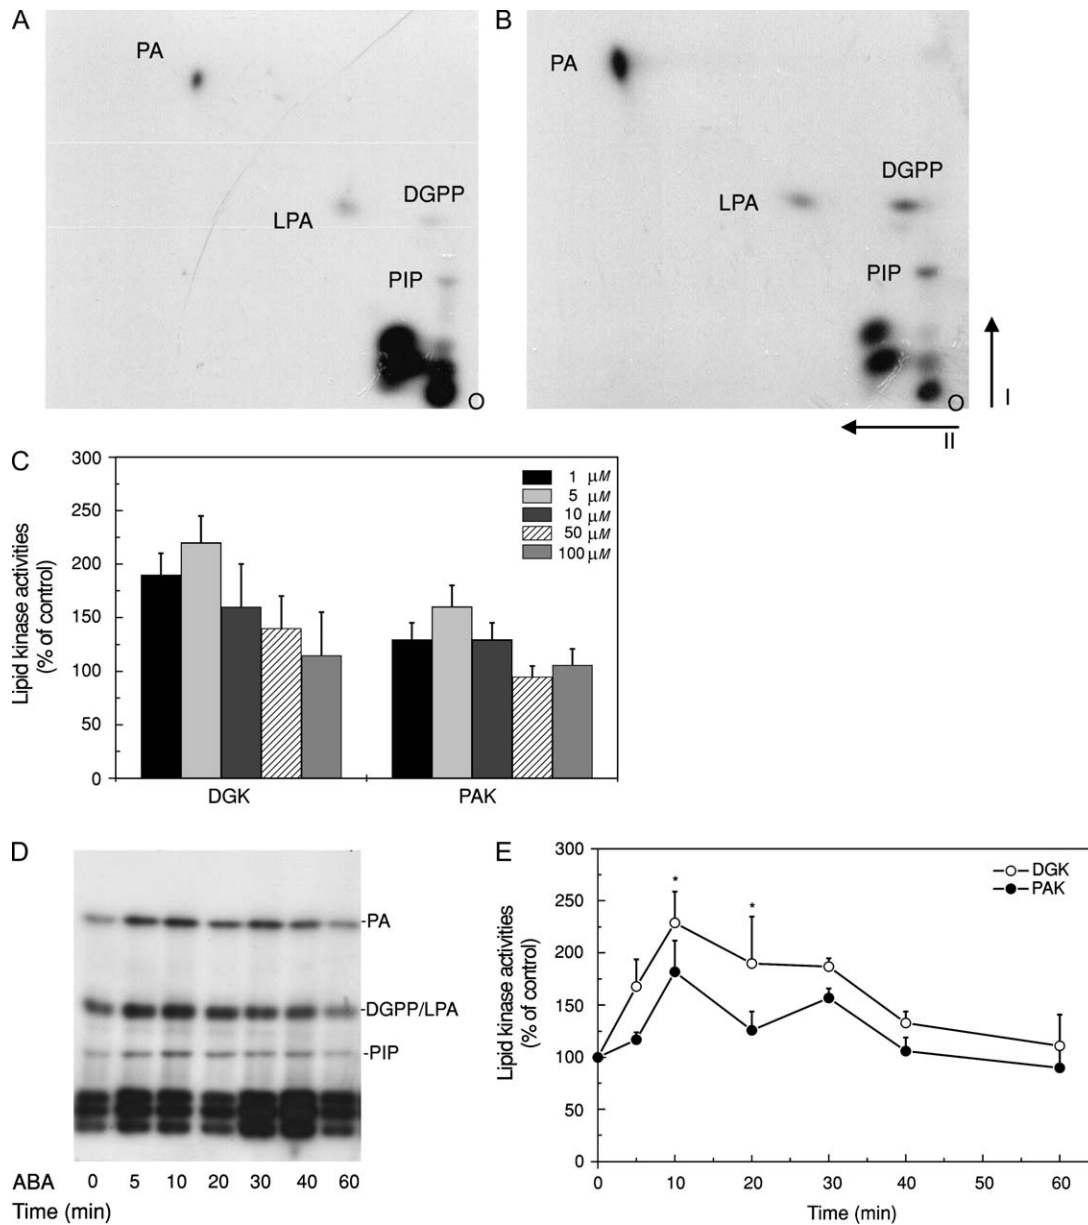 A
PA
LPA
DGPP
PIP
O
B
PA
LPA
DGPP
PIP
O
I
II
C
Lipid kinase activities
(% of control)
300
250
200
150
100
50
0
1 μM
5 μM
10 μM
50 μM
100 μM
DGK
PAK
D
-PA
-DGPP/LPA
-PIP
ABA 0 5 10 20 30 40 60
Time (min)
E
Lipid kinase activities
(% of control)
300
250
200
150
100
50
0
* *
DGK
PAK
0 10 20 30 40 50 60
Time (min)